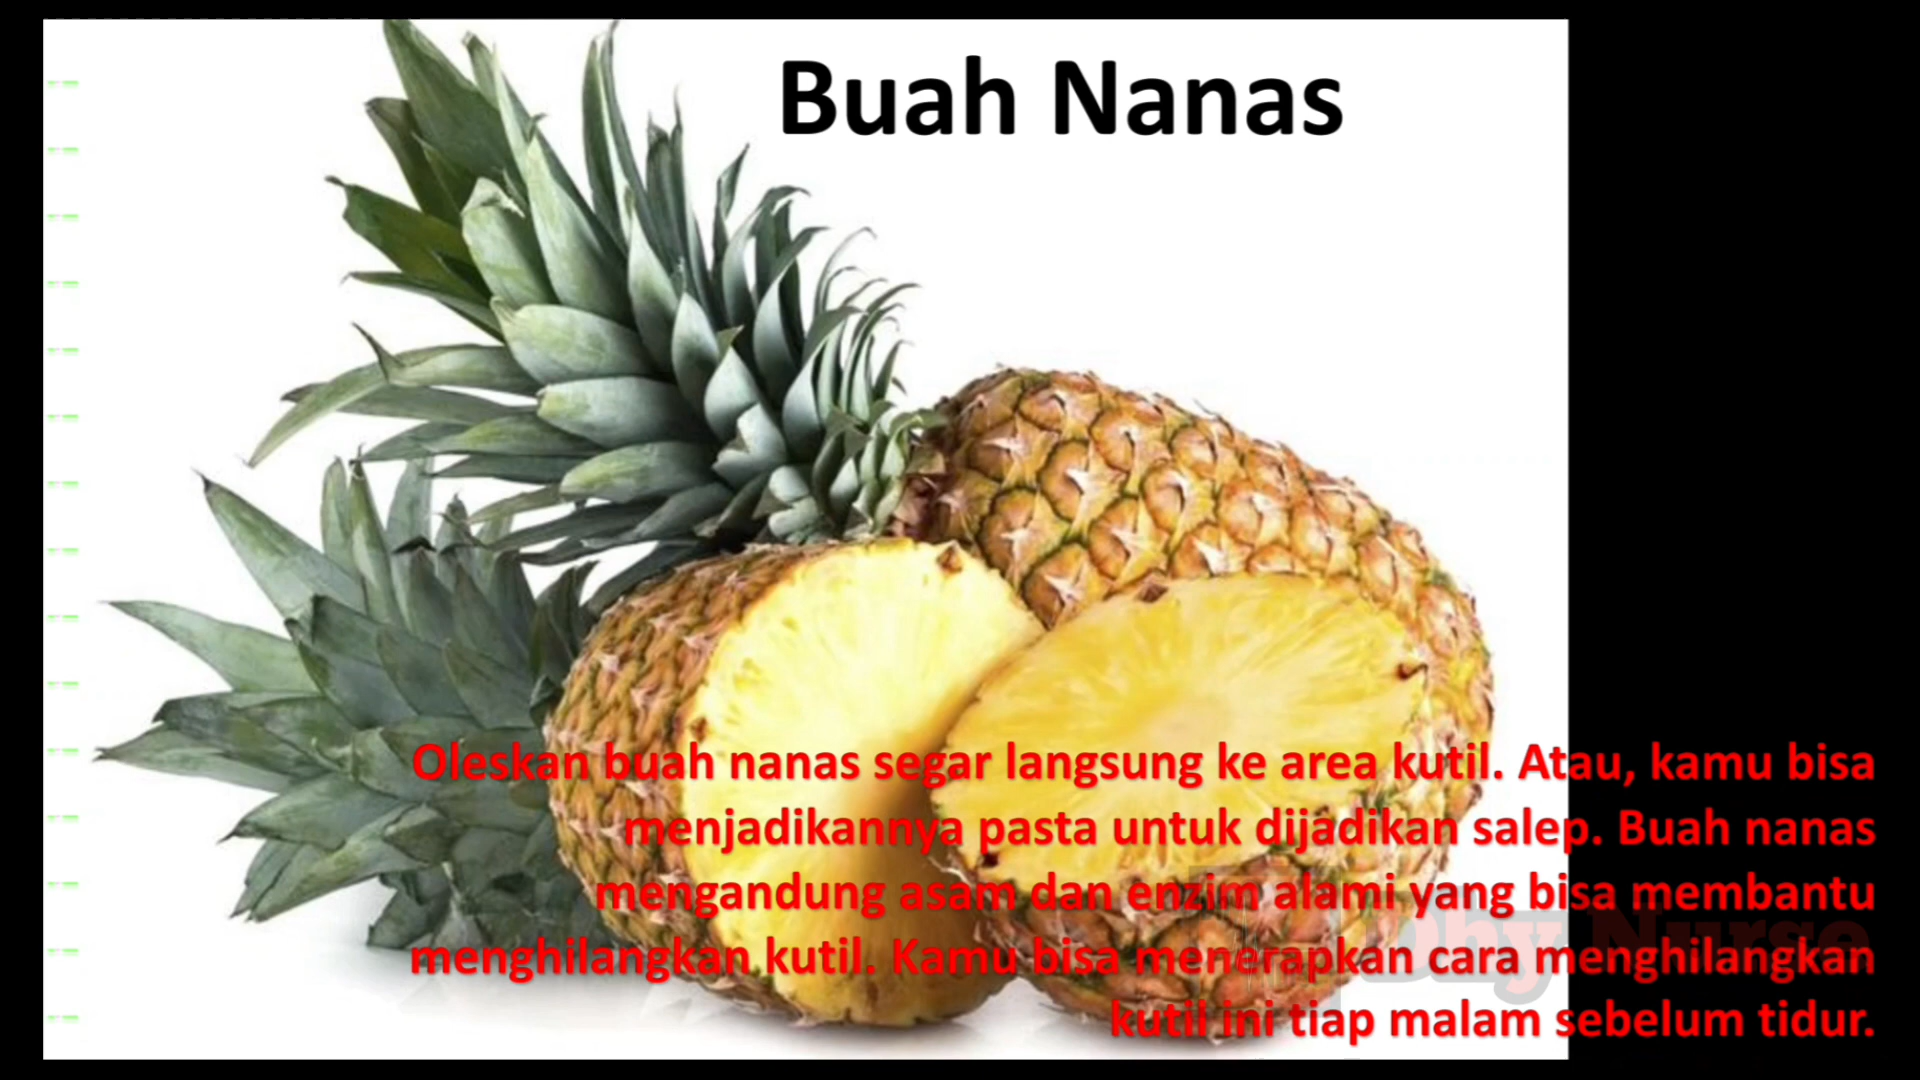 Buah Nanas
Oleskan buah nanas segar langsung ke area kutil. Atau, kamu bisa
menjadikannya pasta untuk dijadikan salep. Buah nanas
mengandung asam dan enzim alami yang bisa membantu
menghilangkan kutil. Kamu bisa menerapkan cara menghilangkan
kutil ini tiap malam sebelum tidur.
Dhy Nurse